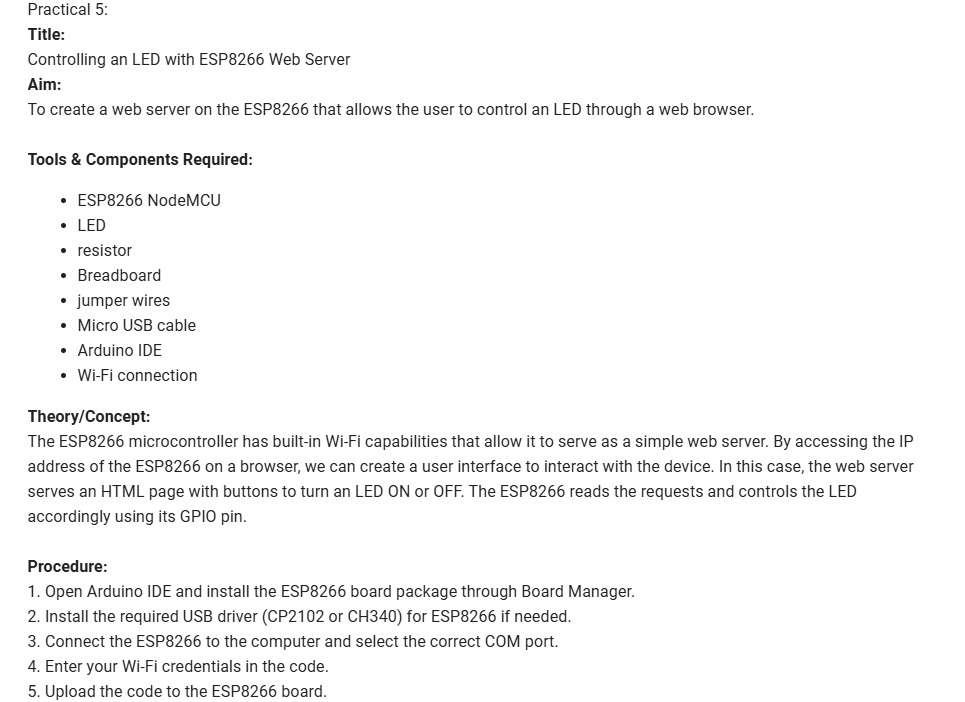 Practical 5:
Title:
Controlling an LED with ESP8266 Web Server
Aim:
To create a web server on the ESP8266 that allows the user to control an LED through a web browser.
Tools & Components Required:
• ESP8266 NodeMCU
• LED
• resistor
• Breadboard
• jumper wires
• Micro USB cable
• Arduino IDE
• Wi-Fi connection
Theory/Concept:
The ESP8266 microcontroller has built-in Wi-Fi capabilities that allow it to serve as a simple web server. By accessing the IP
address of the ESP8266 on a browser, we can create a user interface to interact with the device. In this case, the web server
serves an HTML page with buttons to turn an LED ON or OFF. The ESP8266 reads the requests and controls the LED
accordingly using its GPIO pin.
Procedure:
1. Open Arduino IDE and install the ESP8266 board package through Board Manager.
2. Install the required USB driver (CP2102 or CH340) for ESP8266 if needed.
3. Connect the ESP8266 to the computer and select the correct COM port.
4. Enter your Wi-Fi credentials in the code.
5. Upload the code to the ESP8266 board.